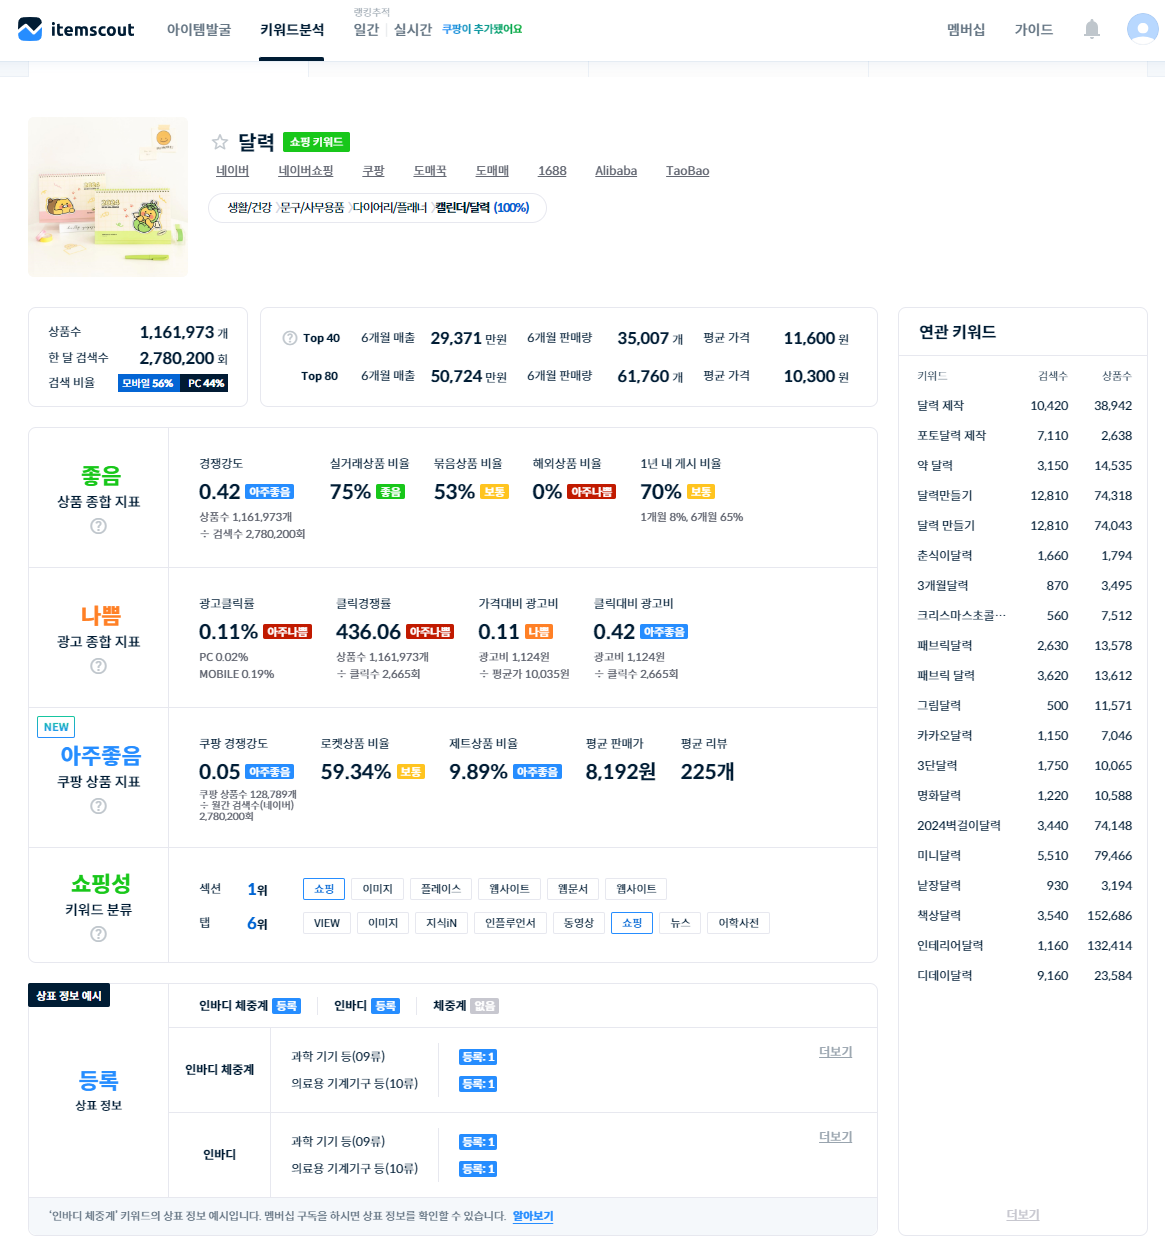 itemscout
아이템발굴
키워드분석
랭킹추적
일간
실시간
쿠팡이 추가됐어요
멤버십
가이드
달력
쇼핑 키워드
네이버
네이버쇼핑
쿠팡
도매꾹
도매매
1688
Alibaba
TaoBao
생활/건강 〉문구/사무용품 〉다이어리/플래너 〉캘린더/달력 (100%)
상품수 1,161,973 개
한 달 검색수 2,780,200 회
검색 비율 모바일 56% PC 44%
Top 40 6개월 매출 29,371 만원 6개월 판매량 35,007 개 평균 가격 11,600 원
Top 80 6개월 매출 50,724 만원 6개월 판매량 61,760 개 평균 가격 10,300 원
좋음
상품 종합 지표
경쟁강도
0.42 아주좋음
상품수 1,161,973개
÷ 검색수 2,780,200회
실거래상품 비율
75% 좋음
묶음상품 비율
53% 보통
해외상품 비율
0% 아주나쁨
1년 내 게시 비율
70% 보통
1개월 8%, 6개월 65%
나쁨
광고 종합 지표
광고클릭률
0.11% 아주나쁨
PC 0.02%
MOBILE 0.19%
클릭경쟁률
436.06 아주나쁨
상품수 1,161,973개
÷ 클릭수 2,665회
가격대비 광고비
0.11 나쁨
광고비 1,124원
÷ 평균가 10,035원
클릭대비 광고비
0.42 아주좋음
광고비 1,124원
÷ 클릭수 2,665회
NEW
아주좋음
쿠팡 상품 지표
쿠팡 경쟁강도
0.05 아주좋음
쿠팡 상품수 128,789개
÷ 월간 검색수(네이버)
2,780,200회
로켓상품 비율
59.34% 보통
제트상품 비율
9.89% 아주좋음
평균 판매가
8,192원
평균 리뷰
225개
쇼핑성
키워드 분류
섹션 1위 쇼핑 이미지 플레이스 웹사이트 웹문서 웹사이트
탭 6위 VIEW 이미지 지식iN 인플루언서 동영상 쇼핑 뉴스 어학사전
상표 정보 예시
등록
상표 정보
인바디 체중계 등록
인바디 등록
체중계 없음
인바디 체중계
과학 기기 등(09류) 등록: 1
의료용 기계기구 등(10류) 등록: 1
더보기
인바디
과학 기기 등(09류) 등록: 1
의료용 기계기구 등(10류) 등록: 1
더보기
'인바디 체중계' 키워드의 상표 정보 예시입니다. 멤버십 구독을 하시면 상표 정보를 확인할 수 있습니다. 알아보기
연관 키워드
키워드 검색수 상품수
달력 제작 10,420 38,942
포토달력 제작 7,110 2,638
약 달력 3,150 14,535
달력만들기 12,810 74,318
달력 만들기 12,810 74,043
춘식이달력 1,660 1,794
3개월달력 870 3,495
크리스마스초콜… 560 7,512
패브릭달력 2,630 13,578
패브릭 달력 3,620 13,612
그림달력 500 11,571
카카오달력 1,150 7,046
3단달력 1,750 10,065
명화달력 1,220 10,588
2024벽걸이달력 3,440 74,148
미니달력 5,510 79,466
낱장달력 930 3,194
책상달력 3,540 152,686
인테리어달력 1,160 132,414
디데이달력 9,160 23,584
더보기